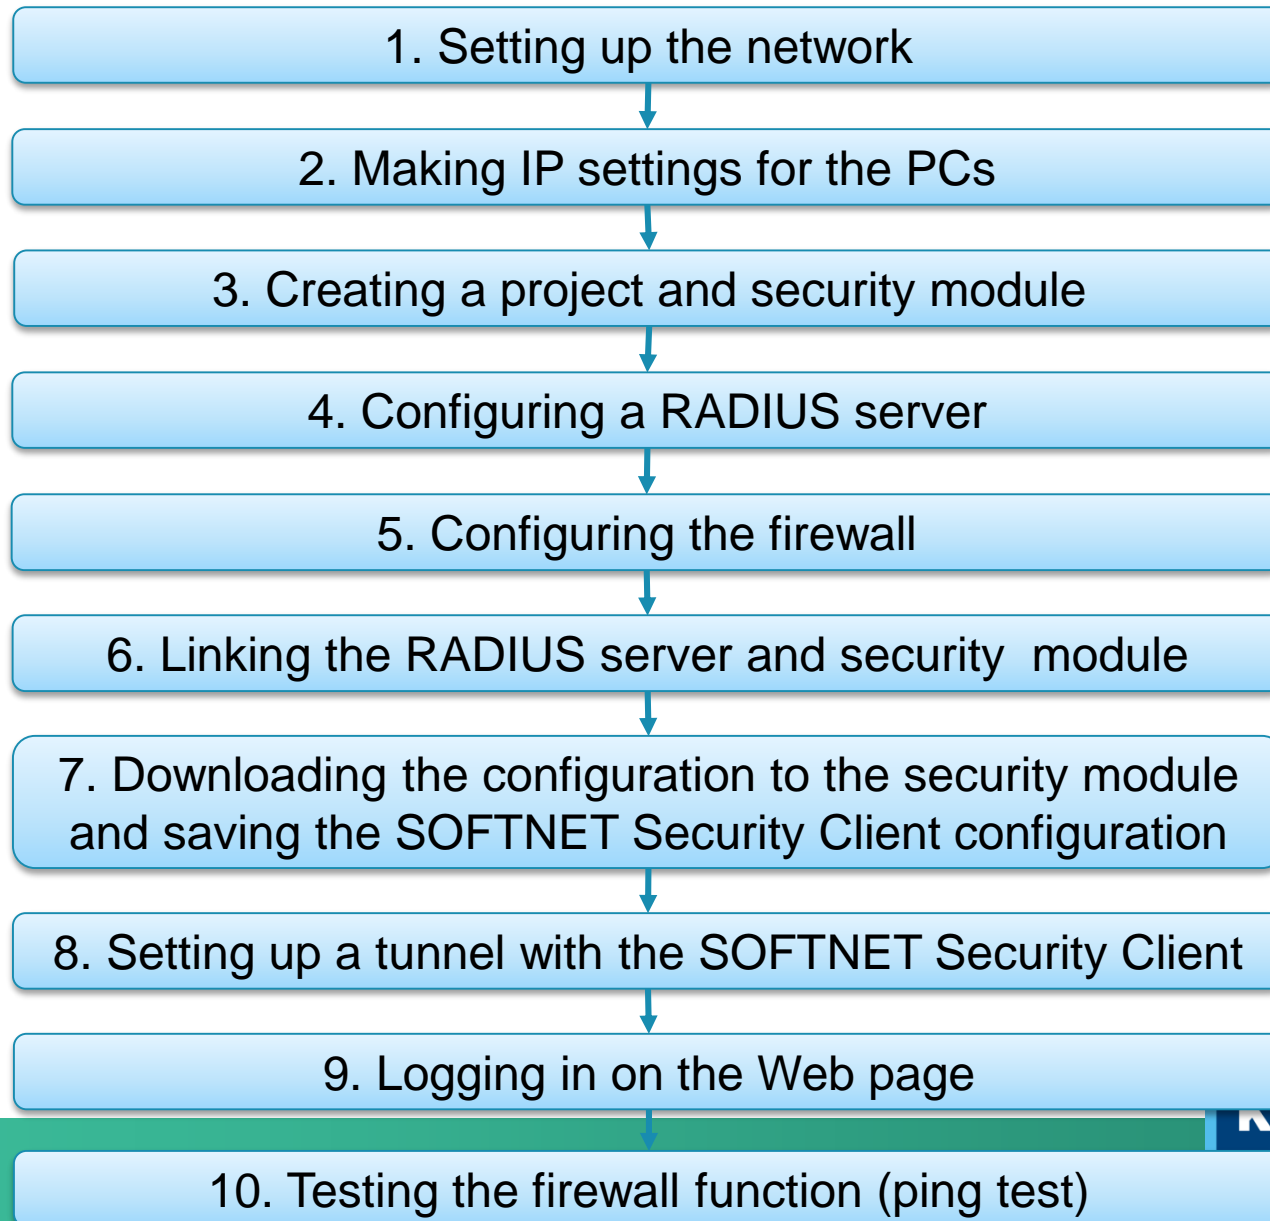 1. Setting up the network
2. Making IP settings for the PCs
3. Creating a project and security module
4. Configuring a RADIUS server
5. Configuring the firewall
6. Linking the RADIUS server and security  module
7. Downloading the configuration to the security module
and saving the SOFTNET Security Client configuration
8. Setting up a tunnel with the SOFTNET Security Client
9. Logging in on the Web page
10. Testing the firewall function (ping test)